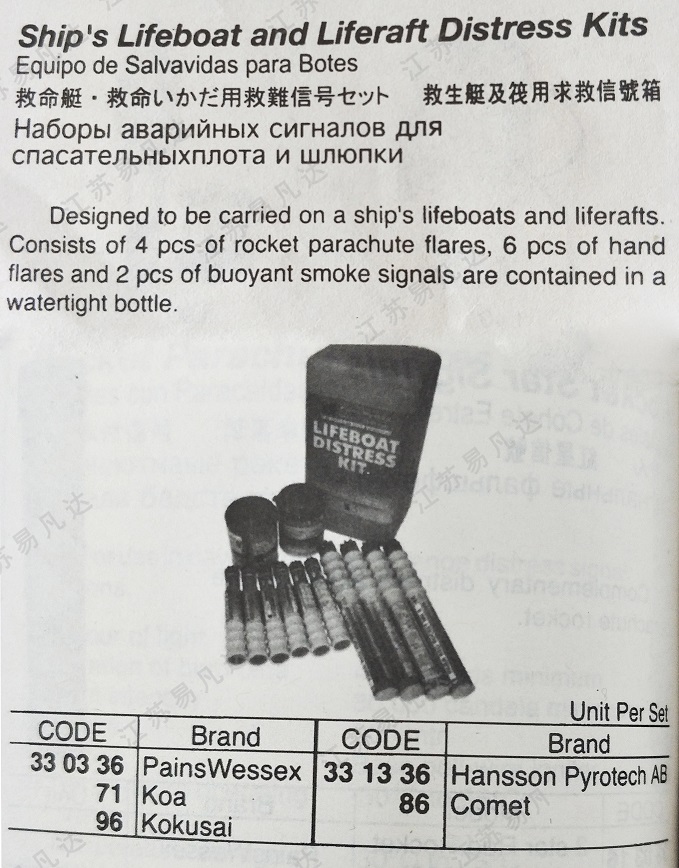 Ship's Lifeboat and Liferaft Distress Kits
Equipo de Salvavidas para Botes
救命艇・救命いかだ用救難信号セット 救生艇及筏用求救信號箱
Наборы аварийных сигналов для
спасательныхплота и шлюпки
Designed to be carried on a ship's lifeboats and liferafts.
Consists of 4 pcs of rocket parachute flares, 6 pcs of hand
flares and 2 pcs of buoyant smoke signals are contained in a
watertight bottle.
LIFEBOAT
DISTRESS
KIT
Unit Per Set
CODE Brand CODE Brand
33 03 36 PainsWessex 33 13 36 Hansson Pyrotech AB
71 Koa 86 Comet
96 Kokusai
江苏易凡达